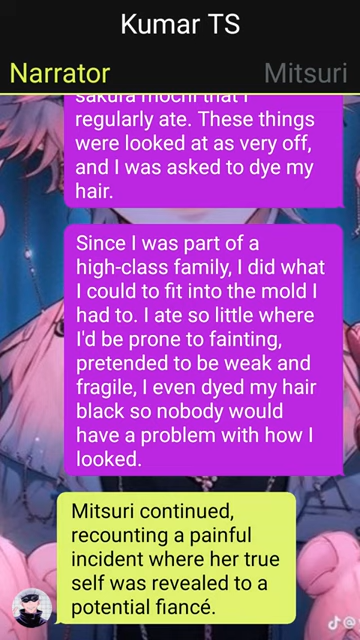 Kumar TS
Narrator
Mitsuri
sakura mochi that I
regularly ate. These things
were looked at as very off,
and I was asked to dye my
hair.
Since I was part of a
high-class family, I did what
I could to fit into the mold I
had to. I ate so little where
I'd be prone to fainting,
pretended to be weak and
fragile, I even dyed my hair
black so nobody would
have a problem with how I
looked.
Mitsuri continued,
recounting a painful
incident where her true
self was revealed to a
potential fiancé.
@